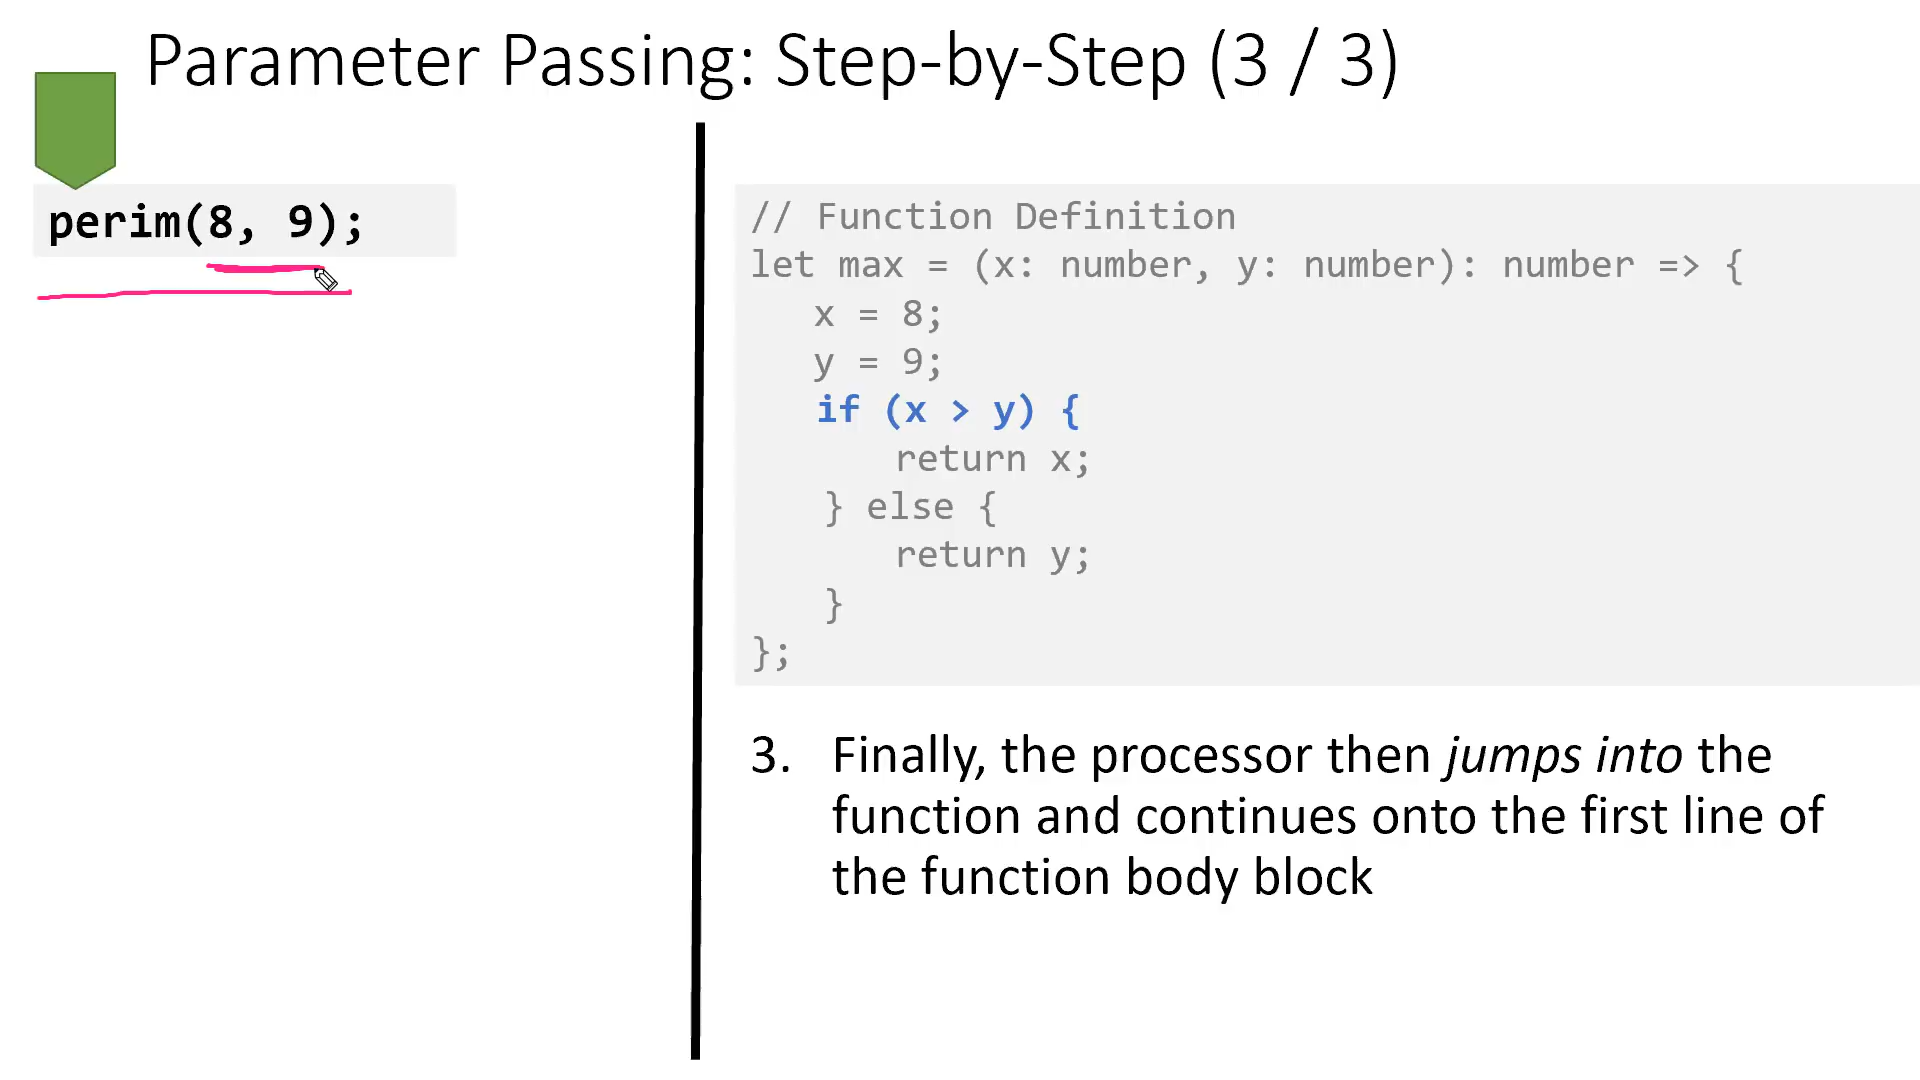 Parameter Passing: Step-by-Step (3 / 3)
perim(8, 9);
// Function Definition
let max = (x: number, y: number): number => {
x = 8;
y = 9;
if (x > y) {
return x;
} else {
return y;
}
};
3. Finally, the processor then jumps into the
function and continues onto the first line of
the function body block